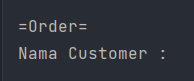 =Order=
Nama Customer :